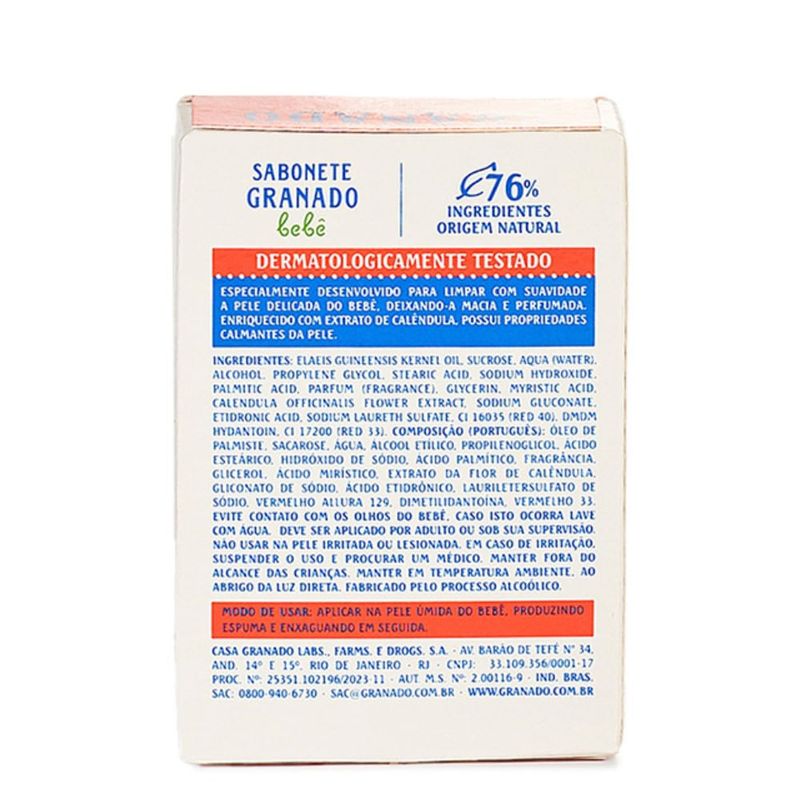 SABONETE
GRANADO
bebê
76%
INGREDIENTES
ORIGEM NATURAL
DERMATOLOGICAMENTE TESTADO
ESPECIALMENTE DESENVOLVIDO PARA LIMPAR COM SUAVIDADE
A PELE DELICADA DO BEBÊ, DEIXANDO-A MACIA E PERFUMADA.
ENRIQUECIDO COM EXTRATO DE CALÊNDULA. POSSUI PROPRIEDADES
CALMANTES DA PELE.
INGREDIENTES: ELAEIS GUINEENSIS KERNEL OIL, SUCROSE, AQUA (WATER),
ALCOHOL, PROPYLENE GLYCOL, STEARIC ACID, SODIUM HYDROXIDE,
PALMITIC ACID, PARFUM (FRAGRANCE), GLYCERIN, MYRISTIC ACID,
CALENDULA OFFICINALIS FLOWER EXTRACT, SODIUM GLUCONATE,
ETIDRONIC ACID, SODIUM LAURETH SULFATE, CI 16035 (RED 40), DMDM
HYDANTOIN, CI 17200 (RED 33). COMPOSIÇÃO (PORTUGUÊS): ÓLEO DE
PALMISTE, SACAROSE, ÁGUA, ÁLCOOL ETÍLICO, PROPILENOGLICOL, ÁCIDO
ESTEÁRICO, HIDRÓXIDO DE SÓDIO, ÁCIDO PALMÍTICO, FRAGRÂNCIA,
GLICEROL, ÁCIDO MIRÍSTICO, EXTRATO DA FLOR DE CALÊNDULA,
GLICONATO DE SÓDIO, ÁCIDO ETIDRÔNICO, LAURILETERSULFATO DE
SÓDIO, VERMELHO ALLURA 129, DIMETILIDANTOÍNA, VERMELHO 33.
EVITE CONTATO COM OS OLHOS DO BEBÊ, CASO ISTO OCORRA LAVE
COM ÁGUA. DEVE SER APLICADO POR ADULTO OU SOB SUA SUPERVISÃO.
NÃO USAR NA PELE IRRITADA OU LESIONADA. EM CASO DE IRRITAÇÃO,
SUSPENDER O USO E PROCURAR UM MÉDICO. MANTER FORA DO
ALCANCE DAS CRIANÇAS. MANTER EM TEMPERATURA AMBIENTE, AO
ABRIGO DA LUZ DIRETA. FABRICADO PELO PROCESSO ALCOÓLICO.
MODO DE USAR: APLICAR NA PELE ÚMIDA DO BEBÊ, PRODUZINDO
ESPUMA E ENXAGUANDO EM SEGUIDA.
CASA GRANADO LABS., FARMS. E DROGS. S.A. · AV. BARÃO DE TEFÉ Nº 34,
AND. 14º E 15º, RIO DE JANEIRO · RJ · CNPJ: 33.109.356/0001-17
PROC. Nº: 25351.102196/2023-11 · AUT. M.S. Nº: 2.00116-9 · IND. BRAS.
SAC: 0800-940-6730 · SAC@GRANADO.COM.BR · WWW.GRANADO.COM.BR